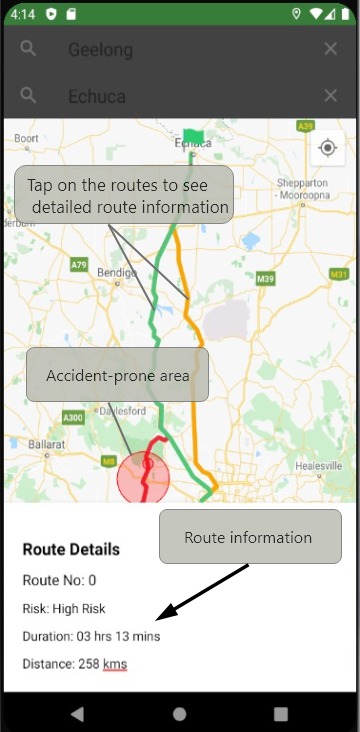 4:14
Geelong
Echuca
A39
Boort
Echuca
Tap on the routes to see
detailed route information
Shepparton
- Mooroopna
A79
Bendigo
M39
M31
Accident-prone area
A300
Daylesford
Ballarat
M8
Healesville
Route information
Route Details
Route No: 0
Risk: High Risk
Duration: 03 hrs 13 mins
Distance: 258 kms